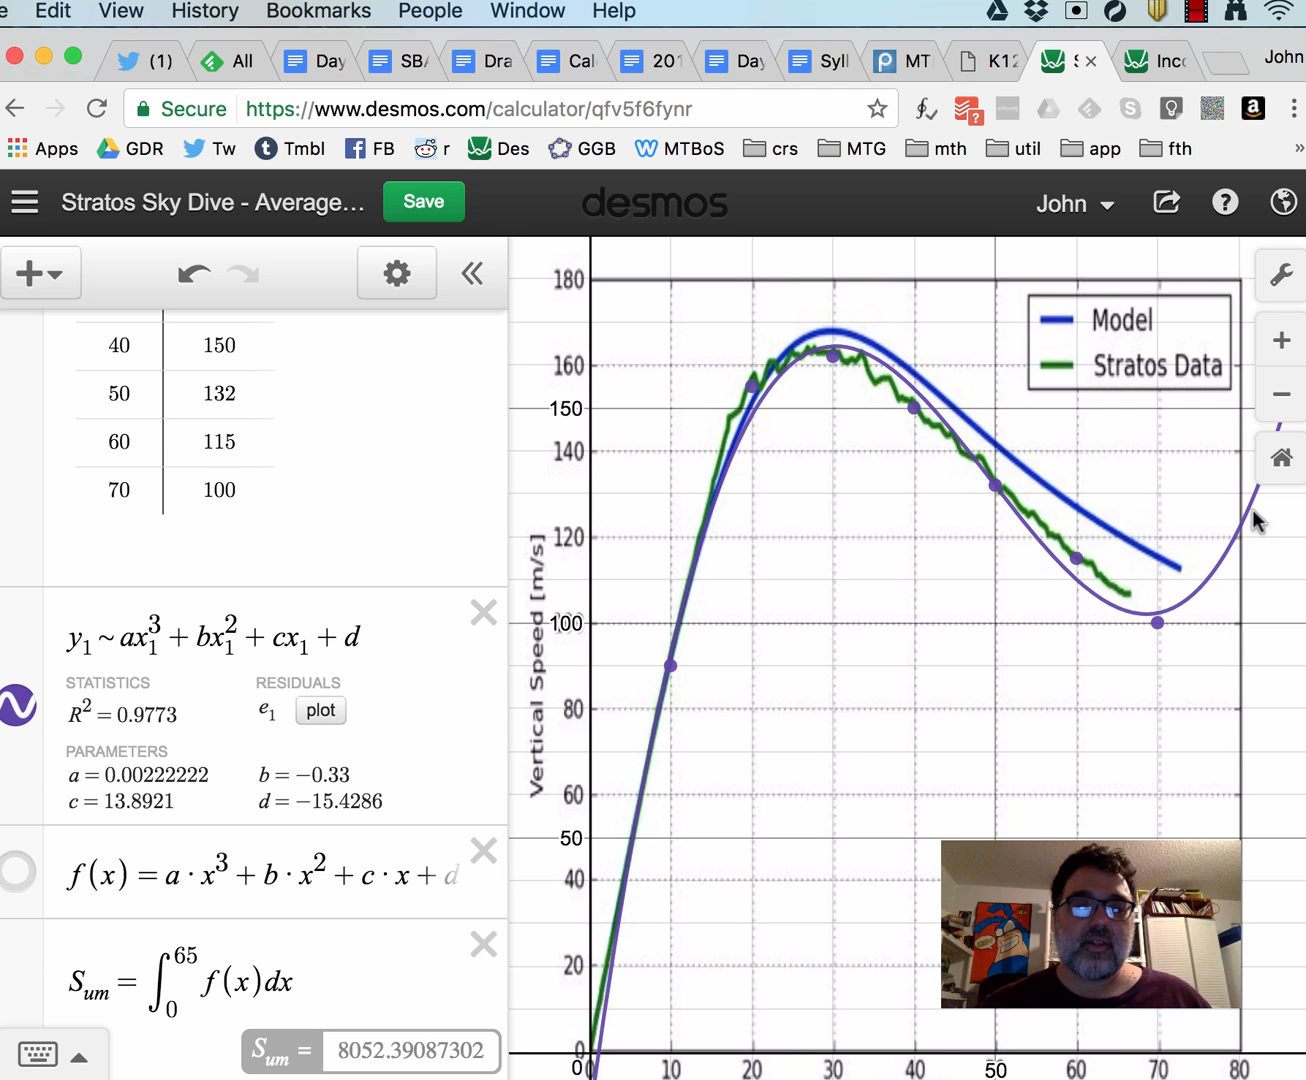 e Edit View History Bookmarks People Window Help
(1) All Day SBA Dra Cal 201 Day Syll MT K12 S Inc John
Secure https://www.desmos.com/calculator/qfv5f6fynr
Apps GDR Tw Tmbl FB r Des GGB MTBoS crs MTG mth util app fth »
Stratos Sky Dive - Average... Save desmos John
40 150
50 132
60 115
70 100
y₁ ~ ax₁³ + bx₁² + cx₁ + d
STATISTICS RESIDUALS
R² = 0.9773 e₁ plot
PARAMETERS
a = 0.00222222 b = −0.33
c = 13.8921 d = −15.4286
f(x) = a · x³ + b · x² + c · x + d
Sum = ∫₀⁶⁵ f(x)dx
Sum = 8052.39087302
180
160
150
140
120
100
80
60
50
40
20
0
Vertical Speed [m/s]
Model
Stratos Data
0 10 20 30 40 50 60 70 80